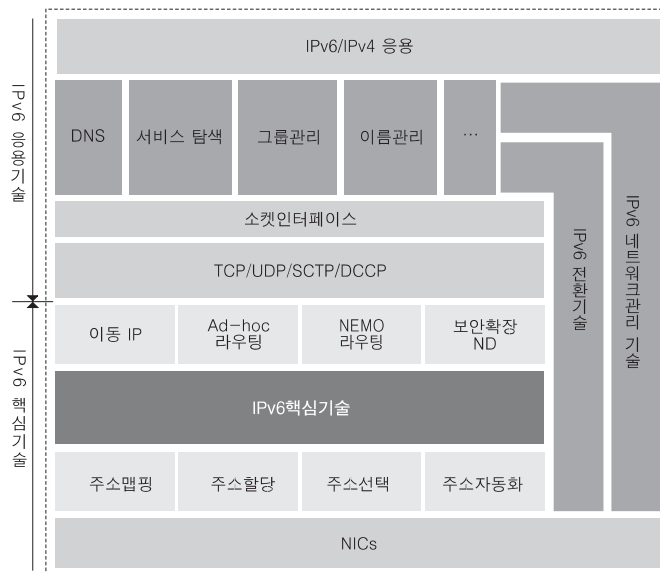 IPv6/IPv4 응용
DNS
서비스 탐색
그룹관리
이름관리
…
소켓인터페이스
TCP/UDP/SCTP/DCCP
이동 IP
Ad-hoc
라우팅
NEMO
라우팅
보안확장
ND
IPv6핵심기술
주소맵핑
주소할당
주소선택
주소자동화
NICs
IPv6 응용기술
IPv6 핵심기술
IPv6 전환기술
IPv6 네트워크관리 기술